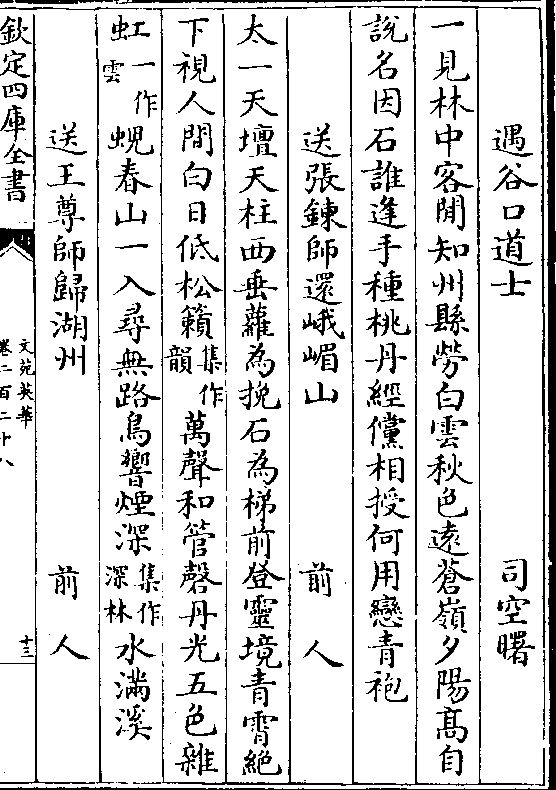 遇谷口道士　司空曙
一見林中客閒知州縣勞白雲秋色遠蒼嶺夕陽髙自
說名因石誰逢手種桃丹經儻相授何用戀青袍
送張鍊師還峨嵋山　前人
太一天壇天柱西垂蘿為挽石為梯前登靈境青霄絶
下視人間白日低松籟集作韻萬聲和管磬丹光五色雜
虹一作雲蜺春山一入尋無路鳥響煙深集作深林水滿溪
送王尊師歸湖州　前人
欽定四庫全書
文苑英華
卷二百二十八
十三